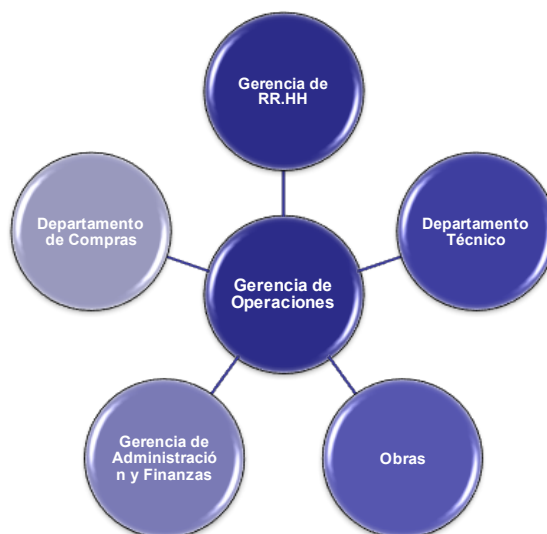 Gerencia de
RR.HH
Departamento
de Compras
Departamento
Técnico
Gerencia de
Operaciones
Gerencia de
Administració
n y Finanzas
Obras